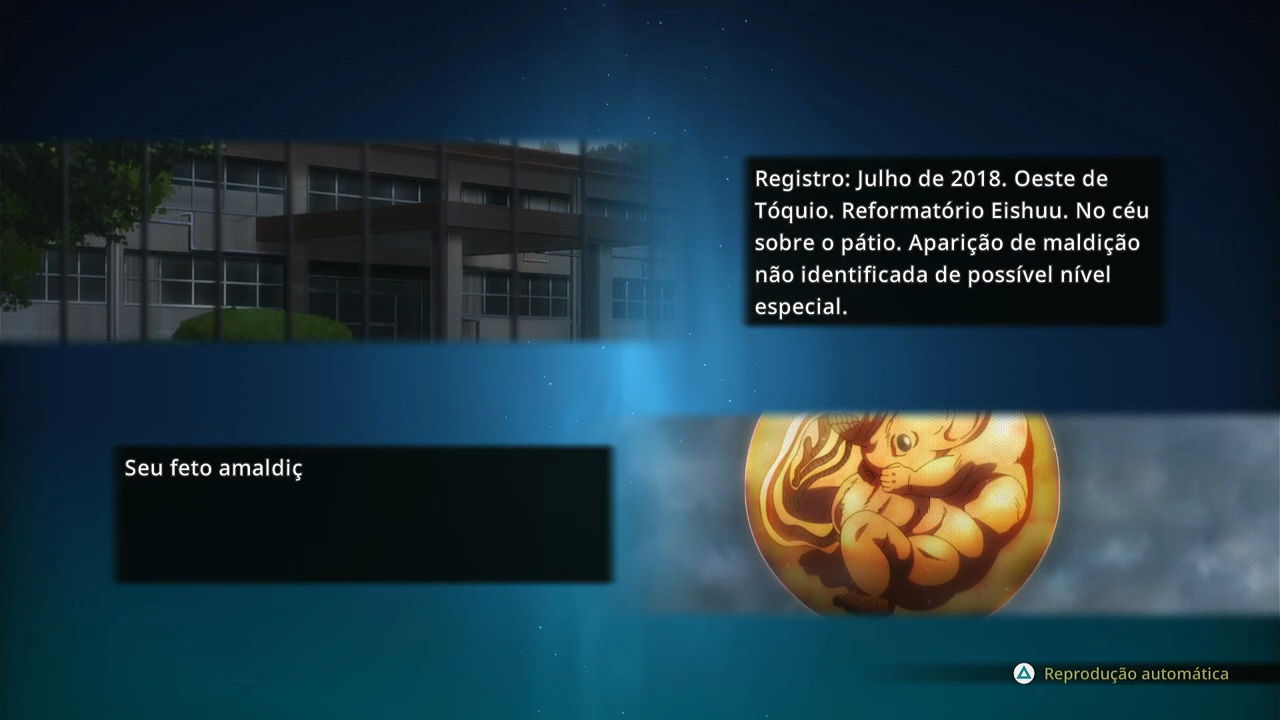 Registro: Julho de 2018. Oeste de
Tóquio. Reformatório Eishuu. No céu
sobre o pátio. Aparição de maldição
não identificada de possível nível
especial.
Seu feto amaldiç
Reprodução automática